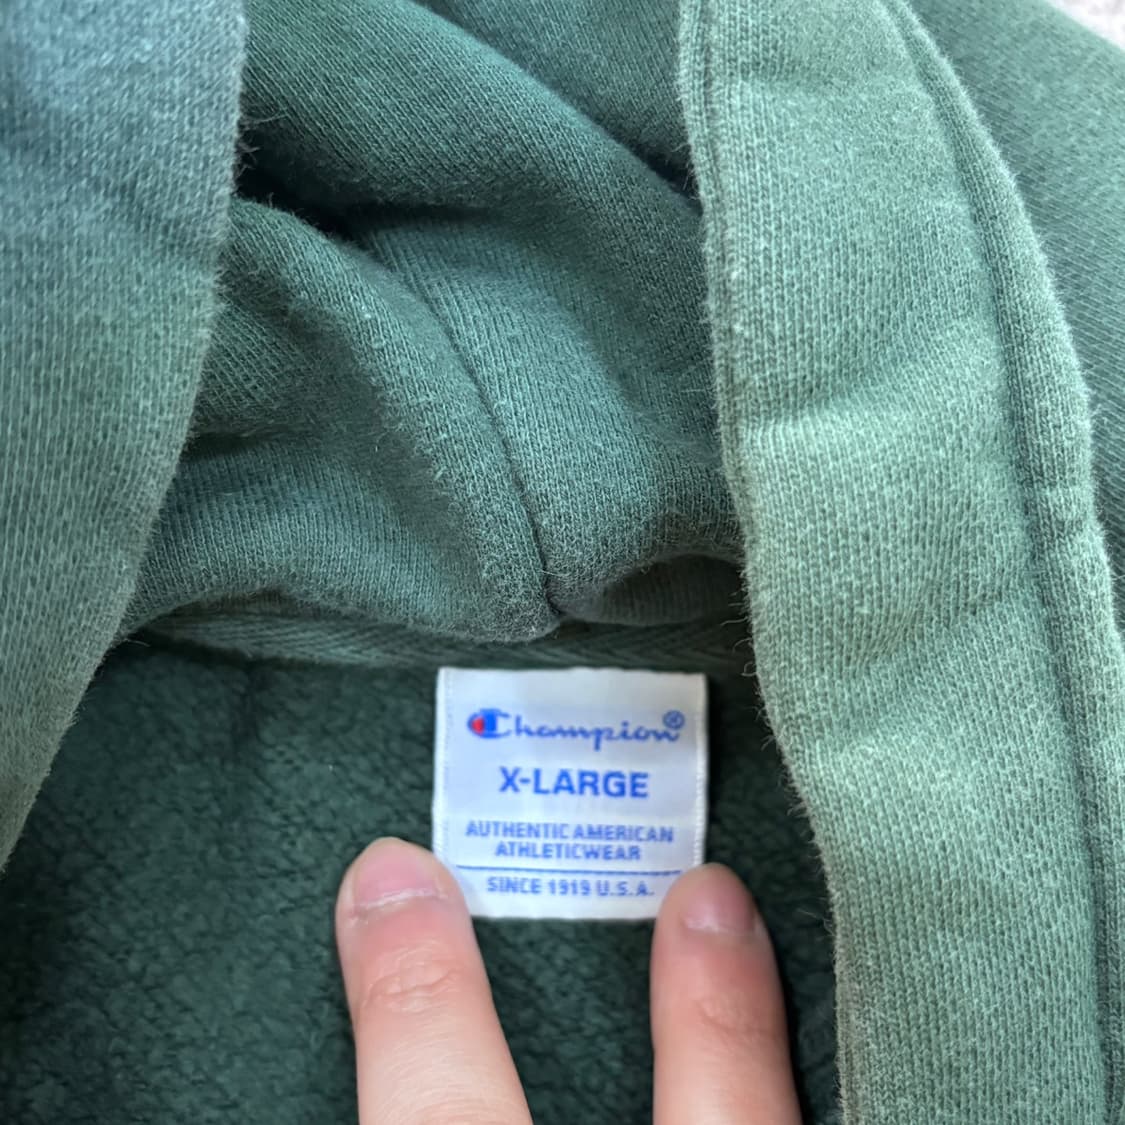 Champion®
X-LARGE
AUTHENTIC AMERICAN
ATHLETICWEAR
SINCE 1919 U.S.A.